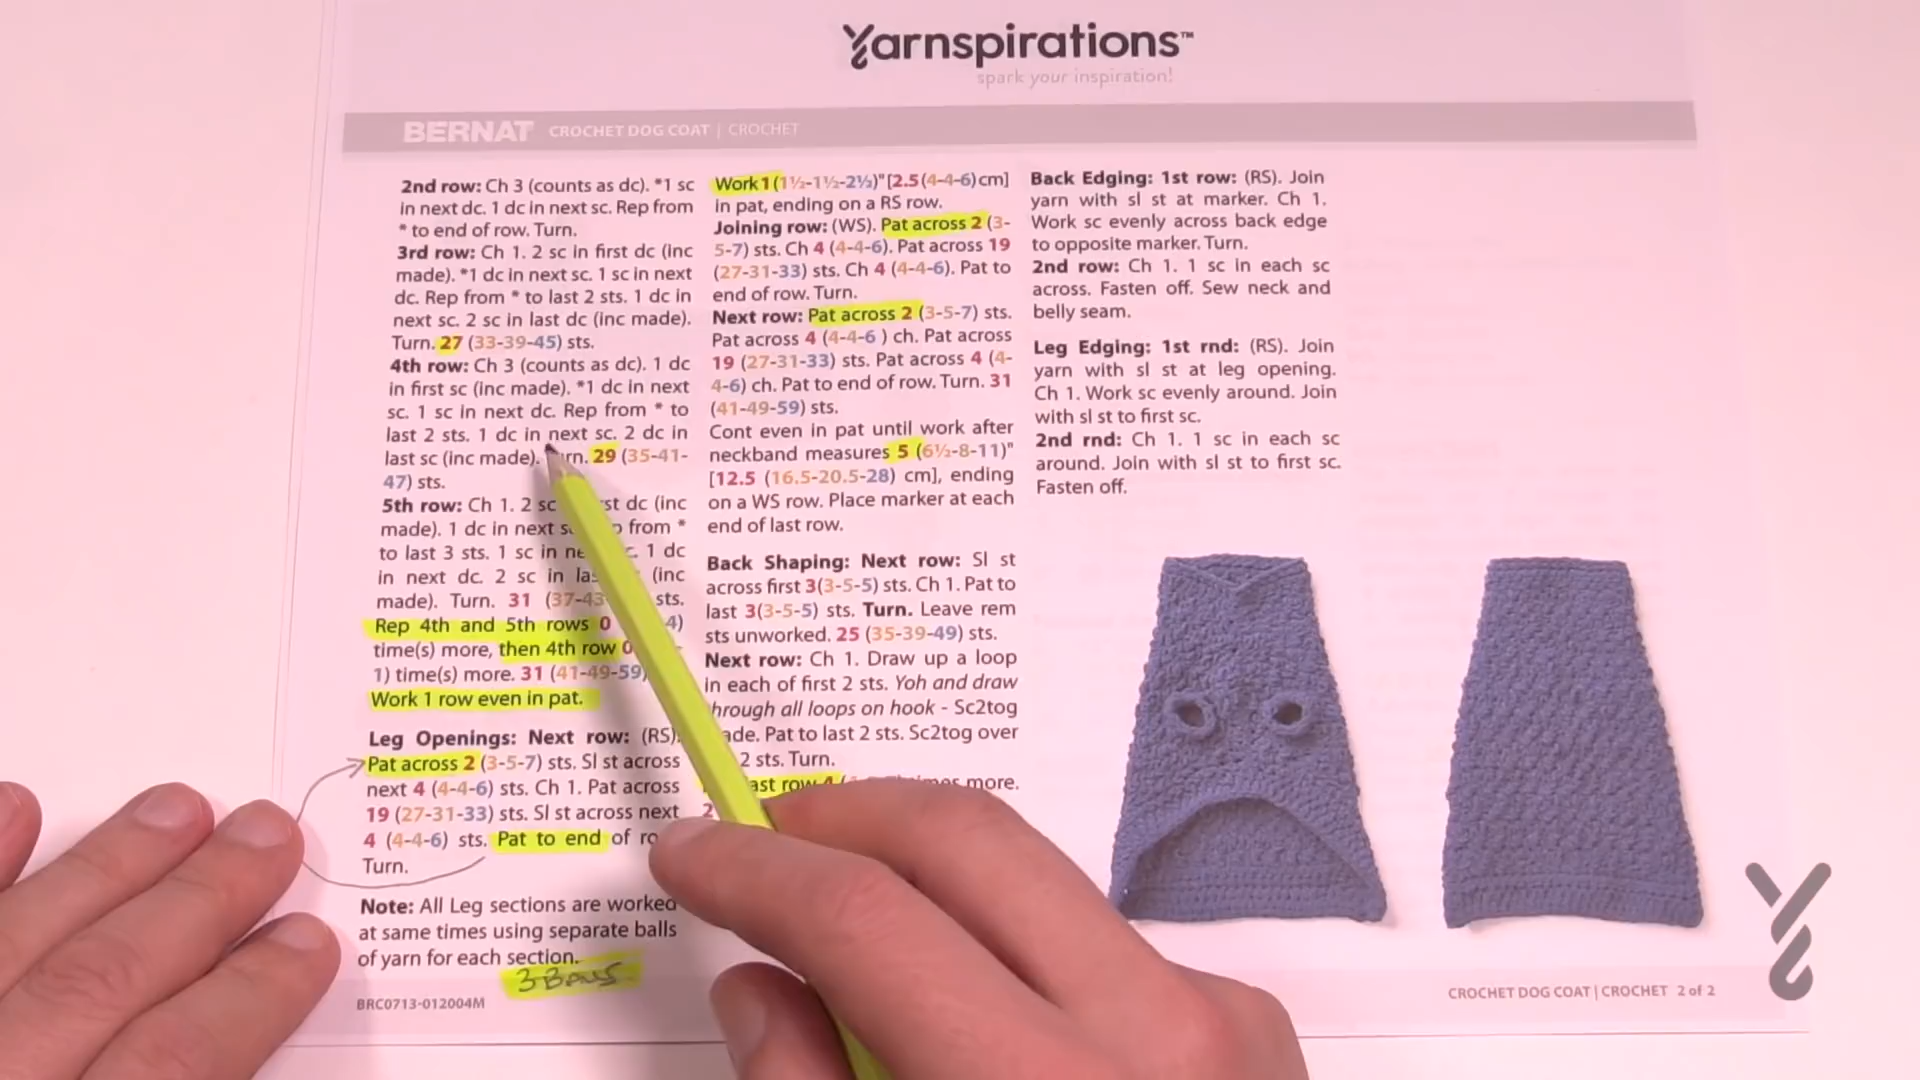 Yarnspirations™
spark your inspiration!
BERNAT CROCHET DOG COAT | CROCHET
2nd row: Ch 3 (counts as dc). *1 sc
in next dc. 1 dc in next sc. Rep from
* to end of row. Turn.
3rd row: Ch 1. 2 sc in first dc (inc
made). *1 dc in next sc. 1 sc in next
dc. Rep from * to last 2 sts. 1 dc in
next sc. 2 sc in last dc (inc made).
Turn. 27 (33-39-45) sts.
4th row: Ch 3 (counts as dc). 1 dc
in first sc (inc made). *1 dc in next
sc. 1 sc in next dc. Rep from * to
last 2 sts. 1 dc in next sc. 2 dc in
last sc (inc made). Turn. 29 (35-41-
47) sts.
5th row: Ch 1. 2 sc first dc (inc
made). 1 dc in next sc from *
to last 3 sts. 1 sc in 1 dc
in next dc. 2 sc in (inc
made). Turn. 31 (37-43 sts.
Rep 4th and 5th rows 0 4)
time(s) more, then 4th row 0
1) time(s) more. 31 (41-49-59)
Work 1 row even in pat.
Leg Openings: Next row: (RS).
Pat across 2 (3-5-7) sts. Sl st across
next 4 (4-4-6) sts. Ch 1. Pat across
19 (27-31-33) sts. Sl st across next
4 (4-4-6) sts. Pat to end of
Turn.
Note: All Leg sections are worked
at same times using separate balls
of yarn for each section.
3 Balls
BRC0713-012004M
Work 1 (1½-1½-2½)" [2.5 (4-4-6) cm]
in pat, ending on a RS row.
Joining row: (WS). Pat across 2 (3-
5-7) sts. Ch 4 (4-4-6). Pat across 19
(27-31-33) sts. Ch 4 (4-4-6). Pat to
end of row. Turn.
Next row: Pat across 2 (3-5-7) sts.
Pat across 4 (4-4-6 ) ch. Pat across
19 (27-31-33) sts. Pat across 4 (4-
4-6) ch. Pat to end of row. Turn. 31
(41-49-59) sts.
Cont even in pat until work after
neckband measures 5 (6½-8-11)"
[12.5 (16.5-20.5-28) cm], ending
on a WS row. Place marker at each
end of last row.
Back Shaping: Next row: Sl st
across first 3(3-5-5) sts. Ch 1. Pat to
last 3(3-5-5) sts. Turn. Leave rem
sts unworked. 25 (35-39-49) sts.
Next row: Ch 1. Draw up a loop
in each of first 2 sts. Yoh and draw
through all loops on hook - Sc2tog
made. Pat to last 2 sts. Sc2tog over
2 sts. Turn.
last row 4 more.
2
Back Edging: 1st row: (RS). Join
yarn with sl st at marker. Ch 1.
Work sc evenly across back edge
to opposite marker. Turn.
2nd row: Ch 1. 1 sc in each sc
across. Fasten off. Sew neck and
belly seam.
Leg Edging: 1st rnd: (RS). Join
yarn with sl st at leg opening.
Ch 1. Work sc evenly around. Join
with sl st to first sc.
2nd rnd: Ch 1. 1 sc in each sc
around. Join with sl st to first sc.
Fasten off.
CROCHET DOG COAT | CROCHET 2 of 2